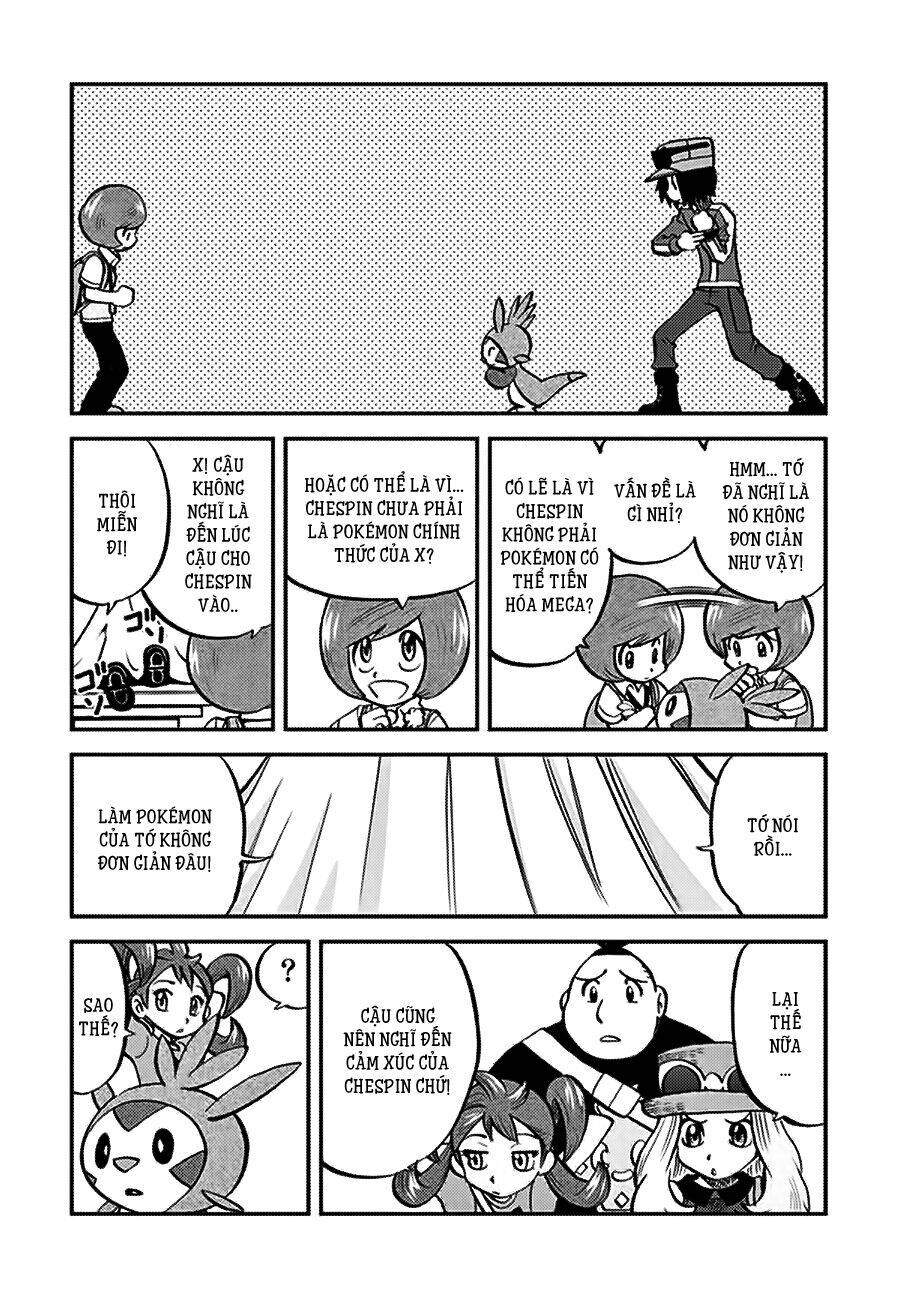 HMM... TỚ
ĐÃ NGHĨ LÀ
NÓ KHÔNG
ĐƠN GIẢN
NHƯ VẬY!
VẤN ĐỀ LÀ
GÌ NHỈ?
CÓ LẼ LÀ VÌ
CHESPIN
KHÔNG PHẢI
POKÉMON CÓ
THỂ TIẾN
HÓA MEGA?
HOẶC CÓ THỂ LÀ VÌ...
CHESPIN CHƯA PHẢI
LÀ POKÉMON CHÍNH
THỨC CỦA X?
X! CẬU
KHÔNG
NGHĨ LÀ
ĐẾN LÚC
CẬU CHO
CHESPIN
VÀO..
THÔI
MIỄN
ĐI!
ゴソ
ゴソ
TỚ NÓI
RỒI...
LÀM POKÉMON
CỦA TỚ KHÔNG
ĐƠN GIẢN ĐÂU!
LẠI
THẾ
NỮA
...
CẬU CŨNG
NÊN NGHĨ ĐẾN
CẢM XÚC CỦA
CHESPIN CHỨ!
?
SAO
THẾ?